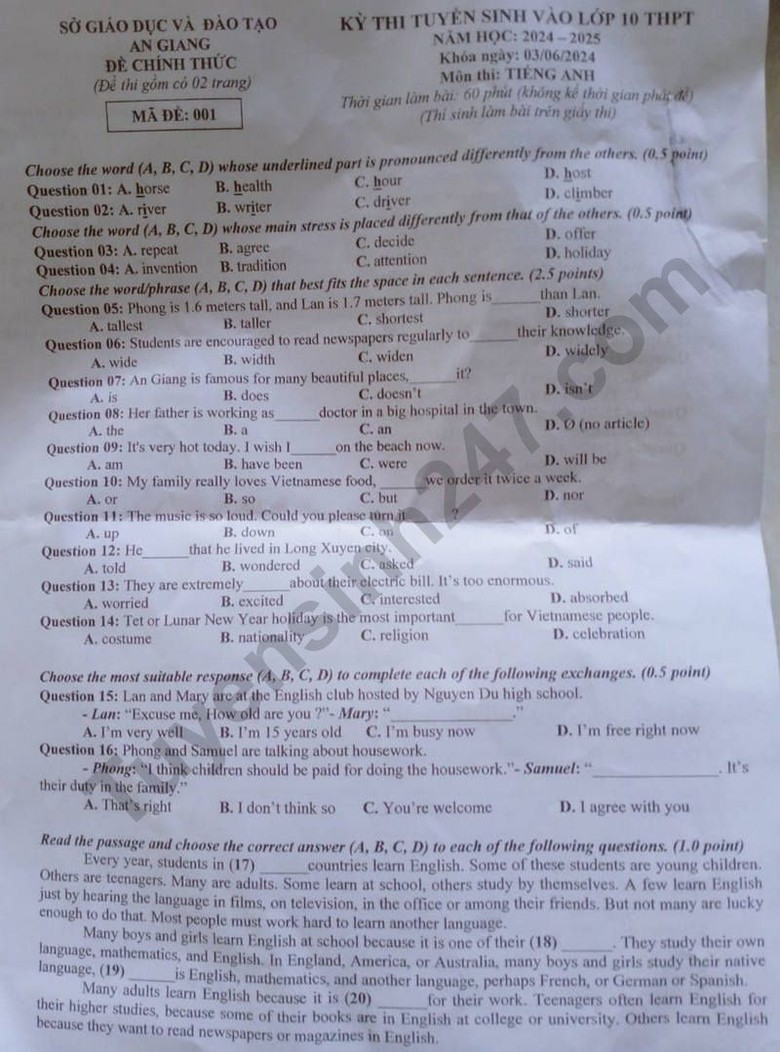 SỞ GIÁO DỤC VÀ ĐÀO TẠO
AN GIANG
ĐỀ CHÍNH THỨC
(Đề thi gồm có 02 trang)
MÃ ĐỀ: 001
KỲ THI TUYỂN SINH VÀO LỚP 10 THPT
NĂM HỌC: 2024 – 2025
Khóa ngày: 03/06/2024
Môn thi: TIẾNG ANH
Thời gian làm bài: 60 phút (không kể thời gian phát đề)
(Thí sinh làm bài trên giấy thi)
Choose the word (A, B, C, D) whose underlined part is pronounced differently from the others. (0.5 point)
Question 01: A. horse B. health C. hour D. host
Question 02: A. river B. writer C. driver D. climber
Choose the word (A, B, C, D) whose main stress is placed differently from that of the others. (0.5 point)
Question 03: A. repeat B. agree C. decide D. offer
Question 04: A. invention B. tradition C. attention D. holiday
Choose the word/phrase (A, B, C, D) that best fits the space in each sentence. (2.5 points)
Question 05: Phong is 1.6 meters tall, and Lan is 1.7 meters tall. Phong is______than Lan.
A. tallest B. taller C. shortest D. shorter
Question 06: Students are encouraged to read newspapers regularly to______their knowledge.
A. wide B. width C. widen D. widely
Question 07: An Giang is famous for many beautiful places,______it?
A. is B. does C. doesn't D. isn't
Question 08: Her father is working as______doctor in a big hospital in the town.
A. the B. a C. an D. Ø (no article)
Question 09: It's very hot today. I wish I______on the beach now.
A. am B. have been C. were D. will be
Question 10: My family really loves Vietnamese food, ______we order it twice a week.
A. or B. so C. but D. nor
Question 11: The music is so loud. Could you please turn it______?
A. up B. down C. on D. of
Question 12: He______that he lived in Long Xuyen city.
A. told B. wondered C. asked D. said
Question 13: They are extremely______about their electric bill. It's too enormous.
A. worried B. excited C. interested D. absorbed
Question 14: Tet or Lunar New Year holiday is the most important______for Vietnamese people.
A. costume B. nationality C. religion D. celebration
Choose the most suitable response (A, B, C, D) to complete each of the following exchanges. (0.5 point)
Question 15: Lan and Mary are at the English club hosted by Nguyen Du high school.
- Lan: "Excuse me, How old are you ?"- Mary: "_______________."
A. I'm very well B. I'm 15 years old C. I'm busy now D. I'm free right now
Question 16: Phong and Samuel are talking about housework.
- Phong: "I think children should be paid for doing the housework."- Samuel: "_______________. It's
their duty in the family."
A. That's right B. I don't think so C. You're welcome D. I agree with you
Read the passage and choose the correct answer (A, B, C, D) to each of the following questions. (1.0 point)
Every year, students in (17) ______countries learn English. Some of these students are young children.
Others are teenagers. Many are adults. Some learn at school, others study by themselves. A few learn English
just by hearing the language in films, on television, in the office or among their friends. But not many are lucky
enough to do that. Most people must work hard to learn another language.
Many boys and girls learn English at school because it is one of their (18) ______. They study their own
language, mathematics, and English. In England, America, or Australia, many boys and girls study their native
language, (19) ______is English, mathematics, and another language, perhaps French, or German or Spanish.
Many adults learn English because it is (20) ______for their work. Teenagers often learn English for
their higher studies, because some of their books are in English at college or university. Others learn English
because they want to read newspapers or magazines in English.
Tuyensinh247.com